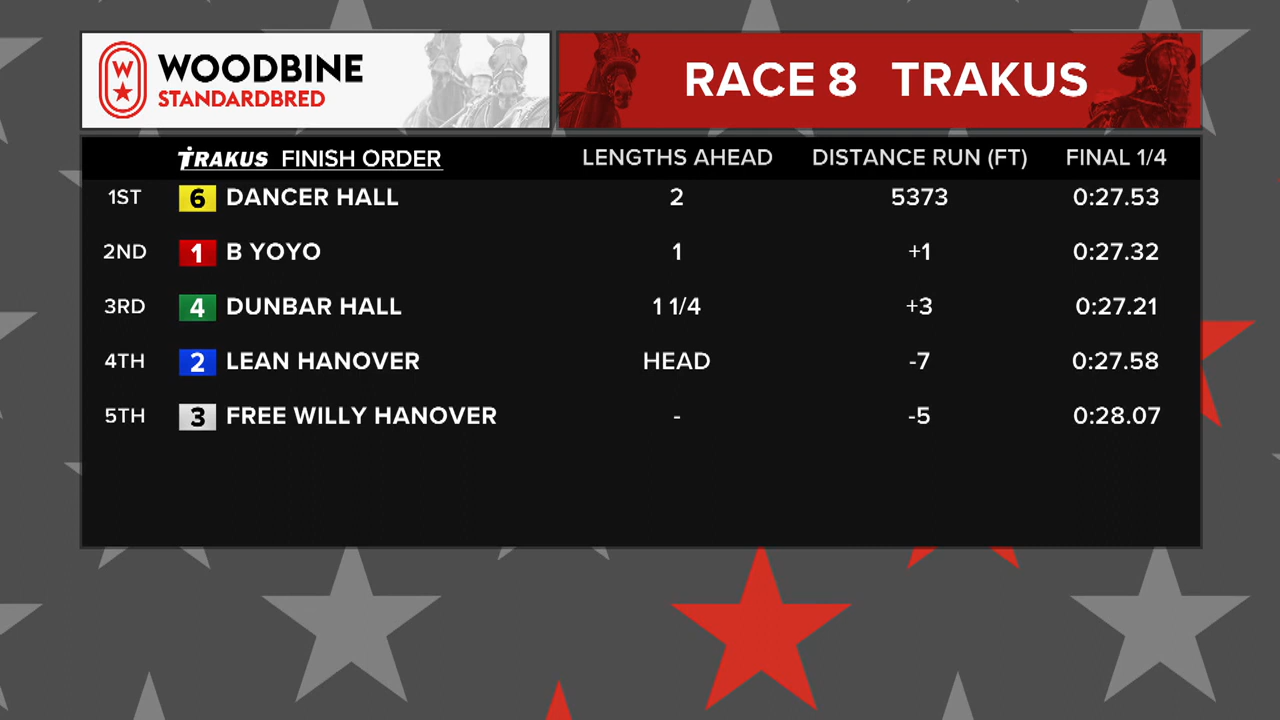 W
WOODBINE
STANDARDBRED
RACE 8 TRAKUS
TRAKUS FINISH ORDER LENGTHS AHEAD DISTANCE RUN (FT) FINAL 1/4
1ST 6 DANCER HALL 2 5373 0:27.53
2ND 1 B YOYO 1 +1 0:27.32
3RD 4 DUNBAR HALL 1 1/4 +3 0:27.21
4TH 2 LEAN HANOVER HEAD -7 0:27.58
5TH 3 FREE WILLY HANOVER - -5 0:28.07